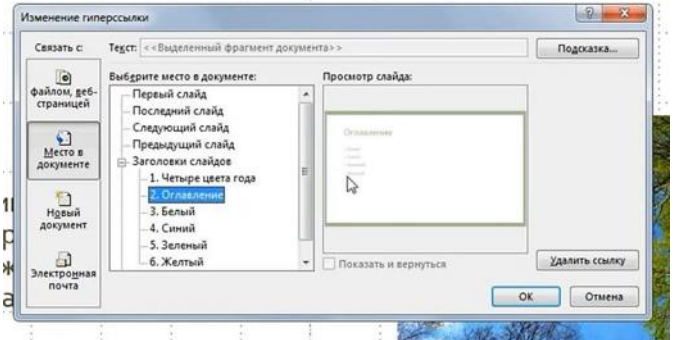 Изменение гиперссылки
Связать с:
Текст:
<<Выделенный фрагмент документа>>
Подсказка...
файлом, веб-
страницей
Место в
документе
Новый
документ
Электронная
почта
Выберите место в документе:
Первый слайд
Последний слайд
Следующий слайд
Предыдущий слайд
Заголовки слайдов
1. Четыре цвета года
2. Оглавление
3. Белый
4. Синий
5. Зеленый
6. Желтый
Просмотр слайда:
Оглавление
Показать и вернуться
Удалить ссылку
ОК
Отмена